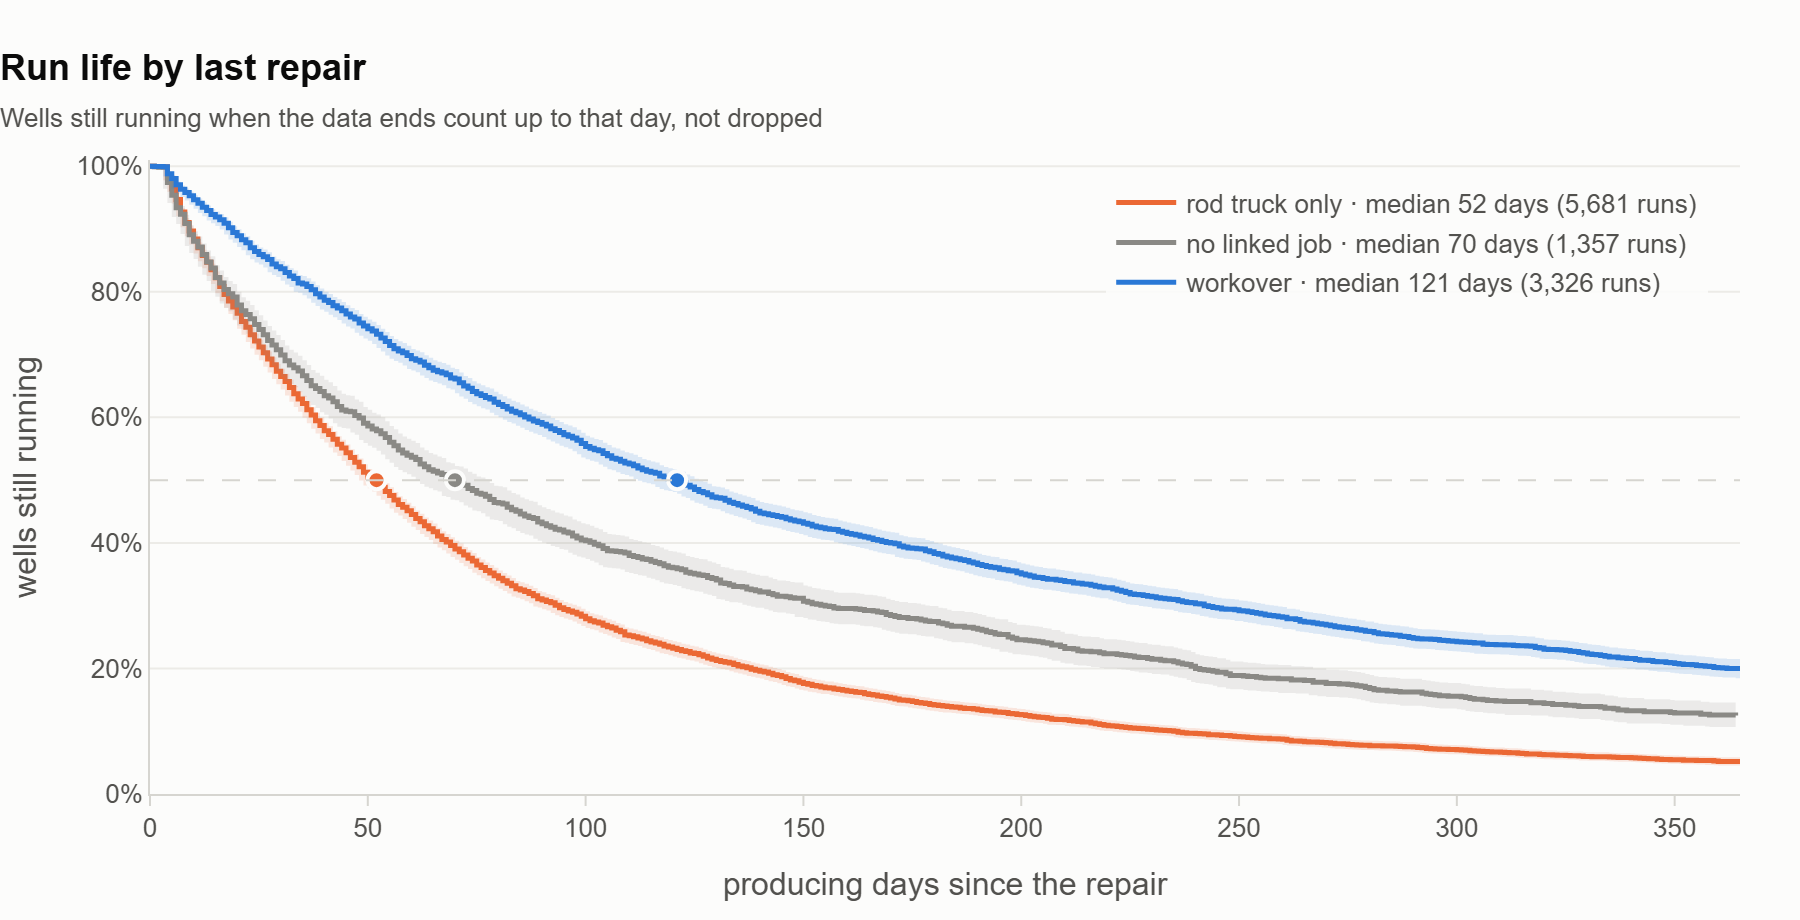 Run life by last repair
Wells still running when the data ends count up to that day, not dropped
100%
80%
60%
40%
20%
0%
wells still running
rod truck only · median 52 days (5,681 runs)
no linked job · median 70 days (1,357 runs)
workover · median 121 days (3,326 runs)
0 50 100 150 200 250 300 350
producing days since the repair